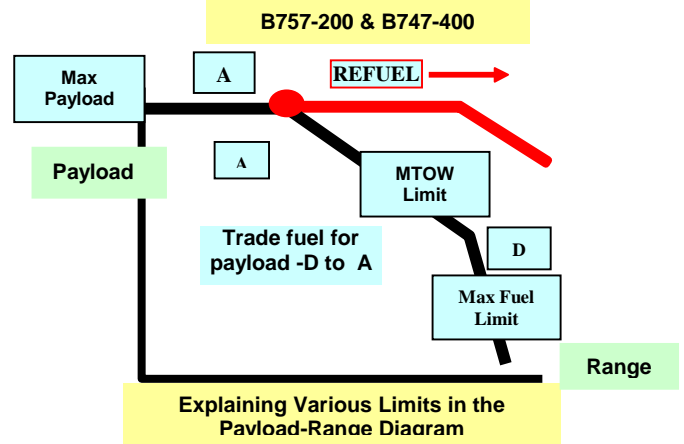 B757-200 & B747-400
Max
Payload
A
REFUEL
Payload
A
MTOW
Limit
Trade fuel for
payload -D to A
D
Max Fuel
Limit
Range
Explaining Various Limits in the
Payload-Range Diagram